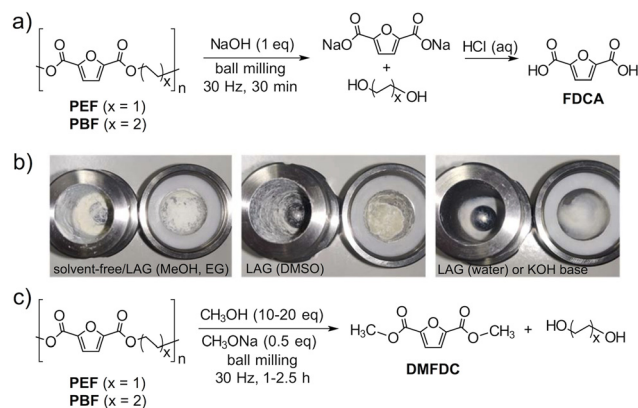 a)
O
O
O
O
O
x
n
PEF (x = 1)
PBF (x = 2)
NaOH (1 eq)
ball milling
30 Hz, 30 min
O
O
O
NaO
ONa
+
HO
x
OH
HCl (aq)
O
O
O
HO
OH
FDCA
b)
solvent-free/LAG (MeOH, EG)
LAG (DMSO)
LAG (water) or KOH base
c)
O
O
O
O
O
x
n
PEF (x = 1)
PBF (x = 2)
CH₃OH (10-20 eq)
CH₃ONa (0.5 eq)
ball milling
30 Hz, 1-2.5 h
O
O
O
H₃C
O
O
CH₃
DMFDC
+
HO
x
OH